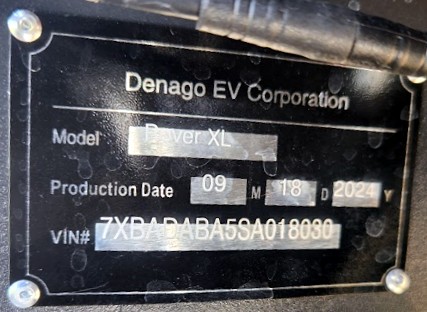 Denago EV Corporation
Model Rover XL
Production Date 09 M 18 D 2024 Y
VIN# 7XBADABA5SA018030